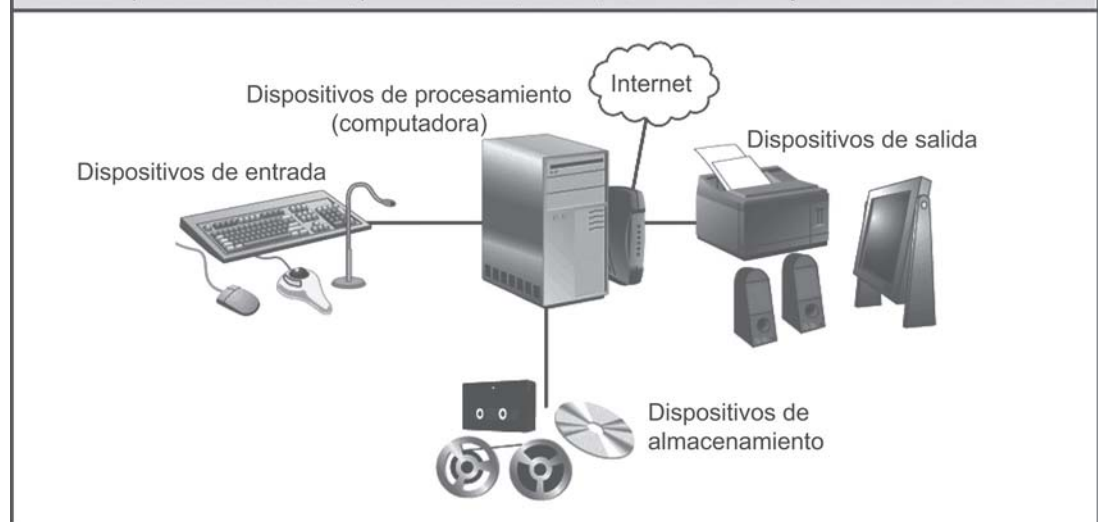 Internet
Dispositivos de procesamiento
(computadora)
Dispositivos de salida
Dispositivos de entrada
Dispositivos de
almacenamiento